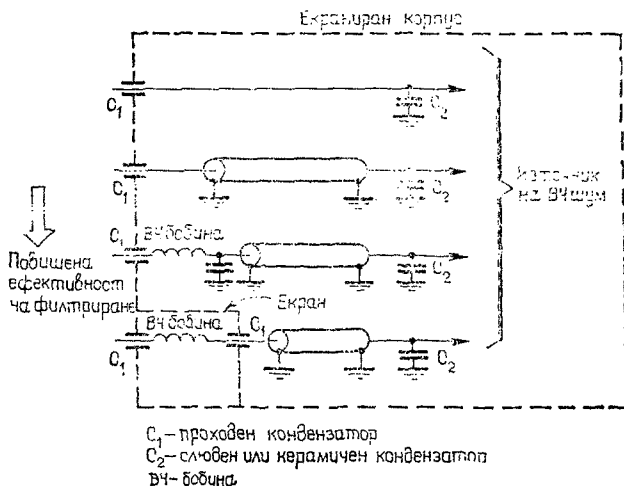 Екраниран корпус
C₁
C₂
C₁
C₂
Източник
на ВЧ шум
C₁
ВЧ бобина
C₂
Повишена
ефективност
на филтриране
Екран
ВЧ бобина
C₁
C₁
C₂
C₁ – проходен кондензатор
C₂ – слюден или керамичен кондензатор
ВЧ – бобина